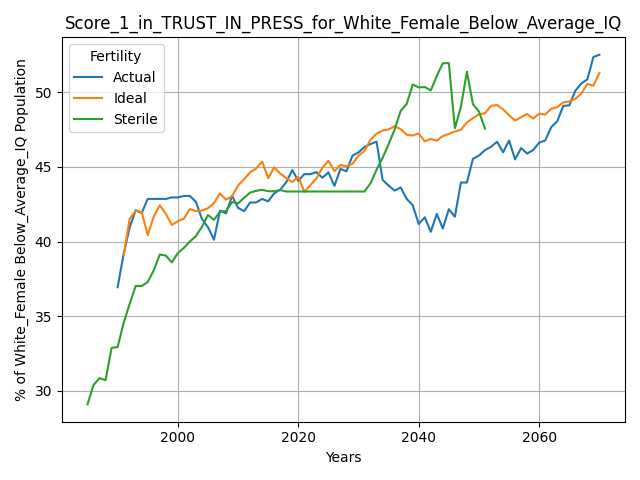 Score_1_in_TRUST_IN_PRESS_for_White_Female_Below_Average_IQ
Fertility
Actual
Ideal
Sterile
% of White_Female Below_Average_IQ Population
50
45
40
35
30
2000
2020
2040
2060
Years